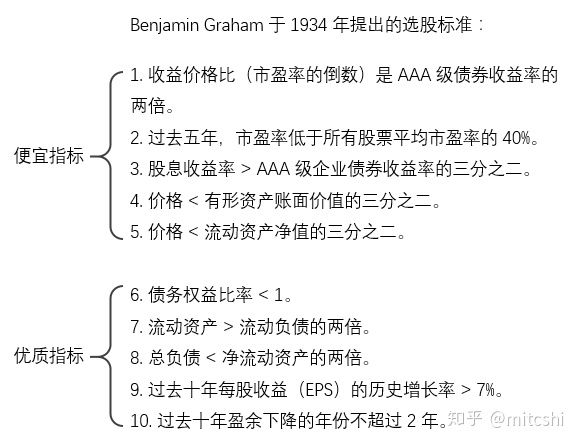 Benjamin Graham 于 1934 年提出的选股标准：
便宜指标
1. 收益价格比（市盈率的倒数）是 AAA 级债券收益率的
两倍。
2. 过去五年，市盈率低于所有股票平均市盈率的 40%。
3. 股息收益率 > AAA 级企业债券收益率的三分之二。
4. 价格 < 有形资产账面价值的三分之二。
5. 价格 < 流动资产净值的三分之二。
优质指标
6. 债务权益比率 < 1。
7. 流动资产 > 流动负债的两倍。
8. 总负债 < 净流动资产的两倍。
9. 过去十年每股收益（EPS）的历史增长率 > 7%。
10. 过去十年盈余下降的年份不超过 2 年。
知乎 @mitcshi